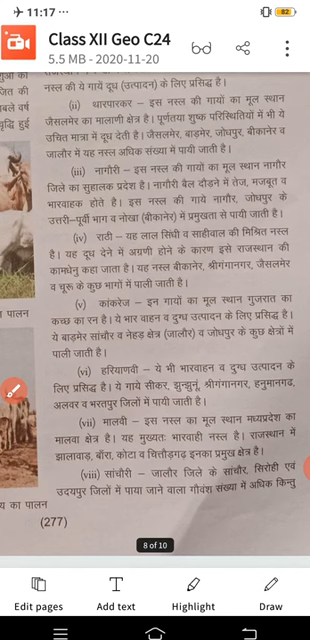 11:17 ···
82
Class XII Geo C24
5.5 MB - 2020-11-20
नस्ल की ये गायें दूध (उत्पादन) के लिए प्रसिद्ध है।
(ii) थारपारकर – इस नस्ल की गायों का मूल स्थान
जैसलमेर का मालाणी क्षेत्र है। पूर्णतया शुष्क परिस्थितियों में भी ये
उचित मात्रा में दूध देती है। जैसलमेर, बाड़मेर, जोधपुर, बीकानेर व
जालौर में यह नस्ल अधिक संख्या में पायी जाती है।
(iii) नागौरी – इस नस्ल की गायों का मूल स्थान नागौर
जिले का सुहालक प्रदेश है। नागौरी बैल दौड़ने में तेज, मजबूत व
भारवाहक होते है। इस नस्ल की गाये नागौर, जोधपुर के
उत्तरी–पूर्वी भाग व नोखा (बीकानेर) में प्रमुखता से पायी जाती है।
(iv) राठी – यह लाल सिंधी व साहीवाल की मिश्रित नस्ल
है। यह दूध देने में अग्रणी होने के कारण इसे राजस्थान की
कामधेनु कहा जाता है। यह नस्ल बीकानेर, श्रीगंगानगर, जैसलमेर
व चूरू के कुछ भागों में पाली जाती है।
(v) कांकरेज – इन गायों का मूल स्थान गुजरात का
कच्छ का रन है। ये भार वाहन व दुग्ध उत्पादन के लिए प्रसिद्ध है।
ये बाड़मेर सांचौर व नेहड़ क्षेत्र (जालौर) व जोधपुर के कुछ क्षेत्रों में
पाली जाती है।
(vi) हरियाणवी – ये भी भारवाहन व दुग्ध उत्पादन के
लिए प्रसिद्ध है। ये गाये सीकर, झुन्झुनूं, श्रीगंगानगर, हनुमानगढ,
अलवर व भरतपुर जिलों में पायी जाती है।
(vii) मालवी – इस नस्ल का मूल स्थान मध्यप्रदेश का
मालवा क्षेत्र है। यह मुख्यतः भारवाही नस्ल है। राजस्थान में
झालावाड़, बाँरा, कोटा व चित्तौड़गढ़ इनका प्रमुख क्षेत्र है।
(viii) सांचौरी – जालौर जिले के सांचौर, सिरोही एवं
उदयपुर जिलों में पाया जाने वाला गौवंश संख्या में अधिक किन्तु
जित की
बले वर्ष
वृद्धि हुई
पालन
य का पालन
(277)
8 of 10
Edit pages
Add text
Highlight
Draw